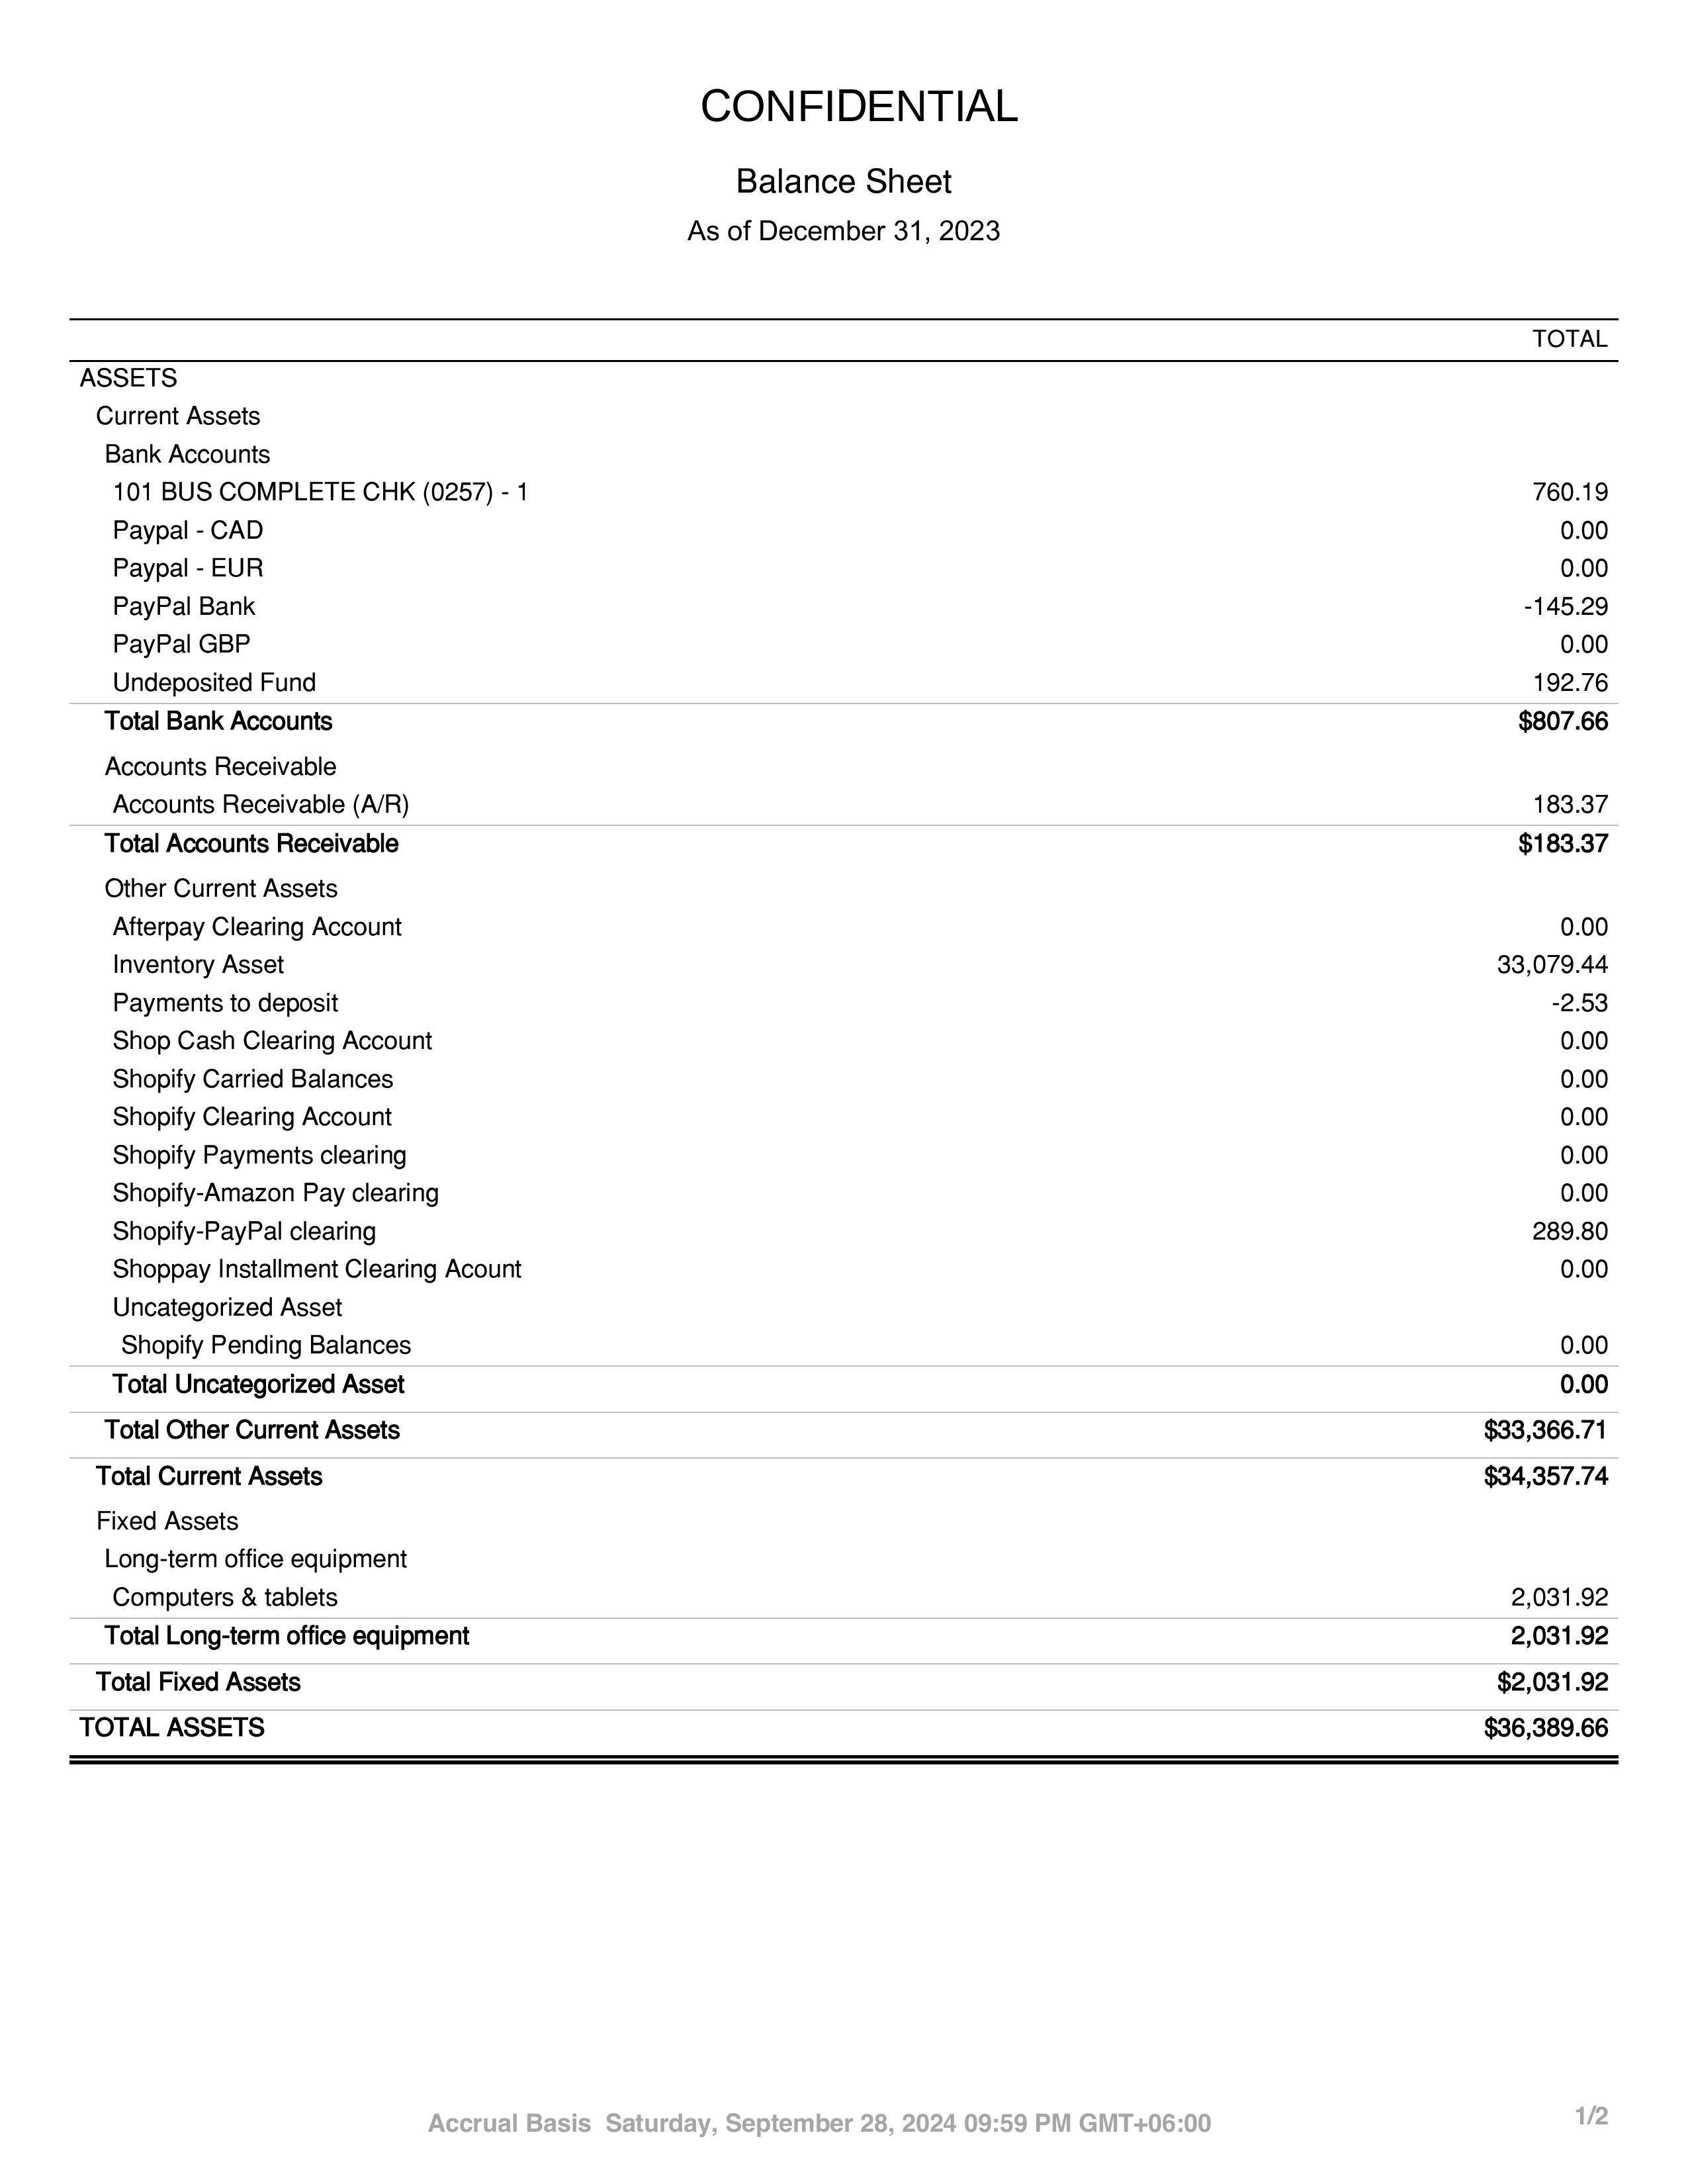 CONFIDENTIAL
Balance Sheet
As of December 31, 2023
TOTAL
ASSETS
Current Assets
Bank Accounts
101 BUS COMPLETE CHK (0257) - 1 760.19
Paypal - CAD 0.00
Paypal - EUR 0.00
PayPal Bank -145.29
PayPal GBP 0.00
Undeposited Fund 192.76
Total Bank Accounts $807.66
Accounts Receivable
Accounts Receivable (A/R) 183.37
Total Accounts Receivable $183.37
Other Current Assets
Afterpay Clearing Account 0.00
Inventory Asset 33,079.44
Payments to deposit -2.53
Shop Cash Clearing Account 0.00
Shopify Carried Balances 0.00
Shopify Clearing Account 0.00
Shopify Payments clearing 0.00
Shopify-Amazon Pay clearing 0.00
Shopify-PayPal clearing 289.80
Shoppay Installment Clearing Acount 0.00
Uncategorized Asset
Shopify Pending Balances 0.00
Total Uncategorized Asset 0.00
Total Other Current Assets $33,366.71
Total Current Assets $34,357.74
Fixed Assets
Long-term office equipment
Computers & tablets 2,031.92
Total Long-term office equipment 2,031.92
Total Fixed Assets $2,031.92
TOTAL ASSETS $36,389.66
Accrual Basis Saturday, September 28, 2024 09:59 PM GMT+06:00 1/2